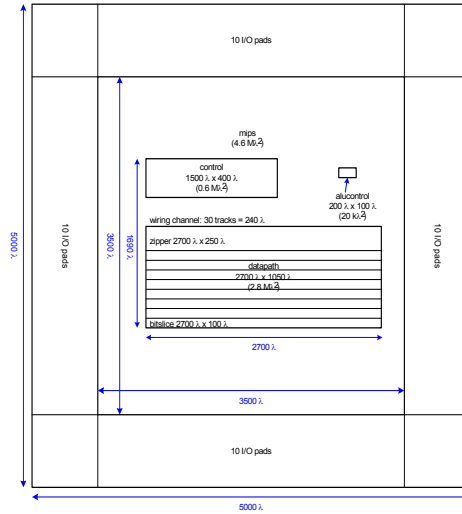 10 I/O pads
mips
(4.6 Mλ²)
control
1500 λ x 400 λ
(0.6 Mλ²)
alucontrol
200 λ x 100 λ
(20 kλ²)
wiring channel: 30 tracks = 240 λ
zipper 2700 λ x 250 λ
datapath
2700 λ x 1050 λ
(2.8 Mλ²)
bitslice 2700 λ x 100 λ
2700 λ
3500 λ
10 I/O pads
5000 λ
5000 λ
10 I/O pads
3500 λ
1690 λ
10 I/O pads